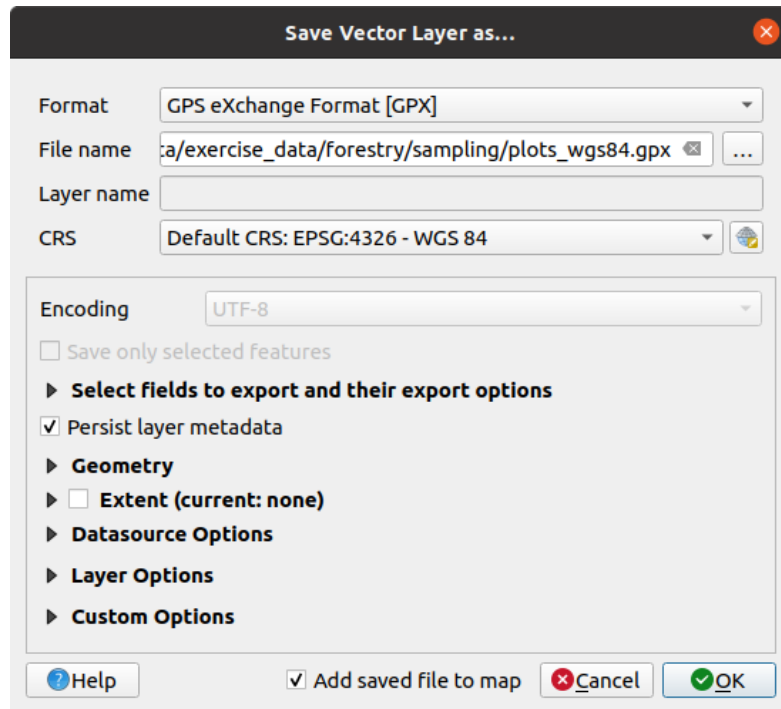 Save Vector Layer as...
Format GPS eXchange Format [GPX]
File name ta/exercise_data/forestry/sampling/plots_wgs84.gpx ...
Layer name
CRS Default CRS: EPSG:4326 - WGS 84
Encoding UTF-8
Save only selected features
Select fields to export and their export options
Persist layer metadata
Geometry
Extent (current: none)
Datasource Options
Layer Options
Custom Options
Help Add saved file to map Cancel OK